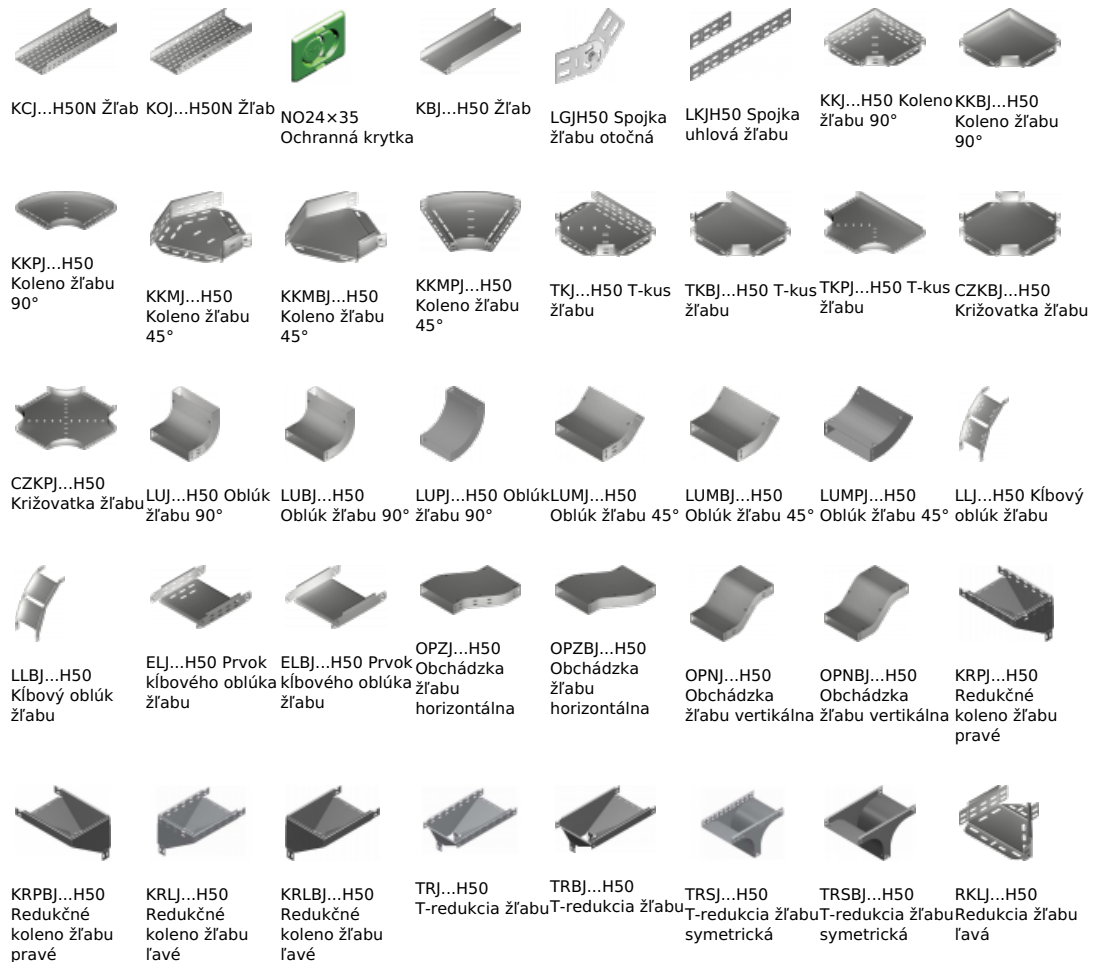 KCJ...H50N Žľab
KOJ...H50N Žľab
NO24×35
Ochranná krytka
KBJ...H50 Žľab
LGJH50 Spojka
žľabu otočná
LKJH50 Spojka
uhlová žľabu
KKJ...H50 Koleno
žľabu 90°
KKBJ...H50
Koleno žľabu
90°
KKPJ...H50
Koleno žľabu
90°
KKMJ...H50
Koleno žľabu
45°
KKMBJ...H50
Koleno žľabu
45°
KKMPJ...H50
Koleno žľabu
45°
TKJ...H50 T-kus
žľabu
TKBJ...H50 T-kus
žľabu
TKPJ...H50 T-kus
žľabu
CZKBJ...H50
Križovatka žľabu
CZKPJ...H50
Križovatka žľabu
LUJ...H50 Oblúk
žľabu 90°
LUBJ...H50
Oblúk žľabu 90°
LUPJ...H50 Oblúk
žľabu 90°
LUMJ...H50
Oblúk žľabu 45°
LUMBJ...H50
Oblúk žľabu 45°
LUMPJ...H50
Oblúk žľabu 45°
LLJ...H50 Kĺbový
oblúk žľabu
LLBJ...H50
Kĺbový oblúk
žľabu
ELJ...H50 Prvok
kĺbového oblúka
žľabu
ELBJ...H50 Prvok
kĺbového oblúka
žľabu
OPZJ...H50
Obchádzka
žľabu
horizontálna
OPZBJ...H50
Obchádzka
žľabu
horizontálna
OPNJ...H50
Obchádzka
žľabu vertikálna
OPNBJ...H50
Obchádzka
žľabu vertikálna
KRPJ...H50
Redukčné
koleno žľabu
pravé
KRPBJ...H50
Redukčné
koleno žľabu
pravé
KRLJ...H50
Redukčné
koleno žľabu
ľavé
KRLBJ...H50
Redukčné
koleno žľabu
ľavé
TRJ...H50
T-redukcia žľabu
TRBJ...H50
T-redukcia žľabu
TRSJ...H50
T-redukcia žľabu
symetrická
TRSBJ...H50
T-redukcia žľabu
symetrická
RKLJ...H50
Redukcia žľabu
ľavá